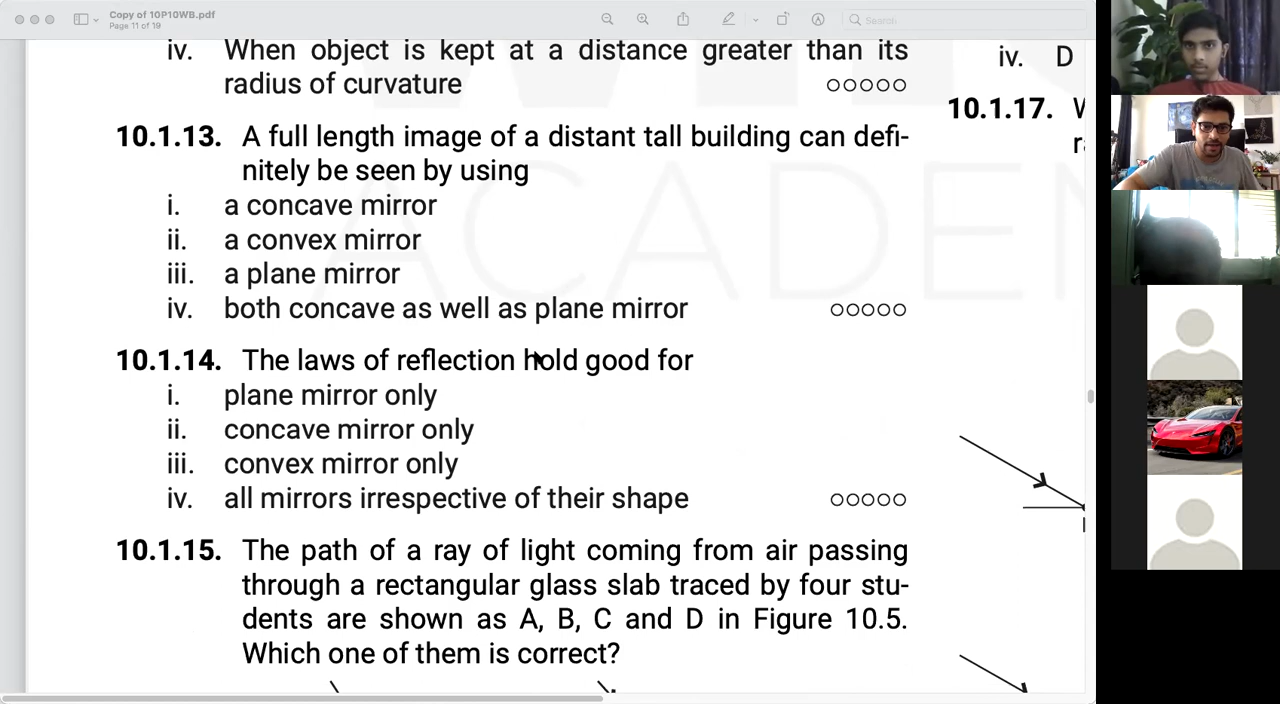 Copy of 10P10WB.pdf
Page 11 of 19
Search
iv. When object is kept at a distance greater than its
radius of curvature
10.1.13. A full length image of a distant tall building can defi-
nitely be seen by using
i. a concave mirror
ii. a convex mirror
iii. a plane mirror
iv. both concave as well as plane mirror
10.1.14. The laws of reflection hold good for
i. plane mirror only
ii. concave mirror only
iii. convex mirror only
iv. all mirrors irrespective of their shape
10.1.15. The path of a ray of light coming from air passing
through a rectangular glass slab traced by four stu-
dents are shown as A, B, C and D in Figure 10.5.
Which one of them is correct?
iv. D
10.1.17.
ACADEM